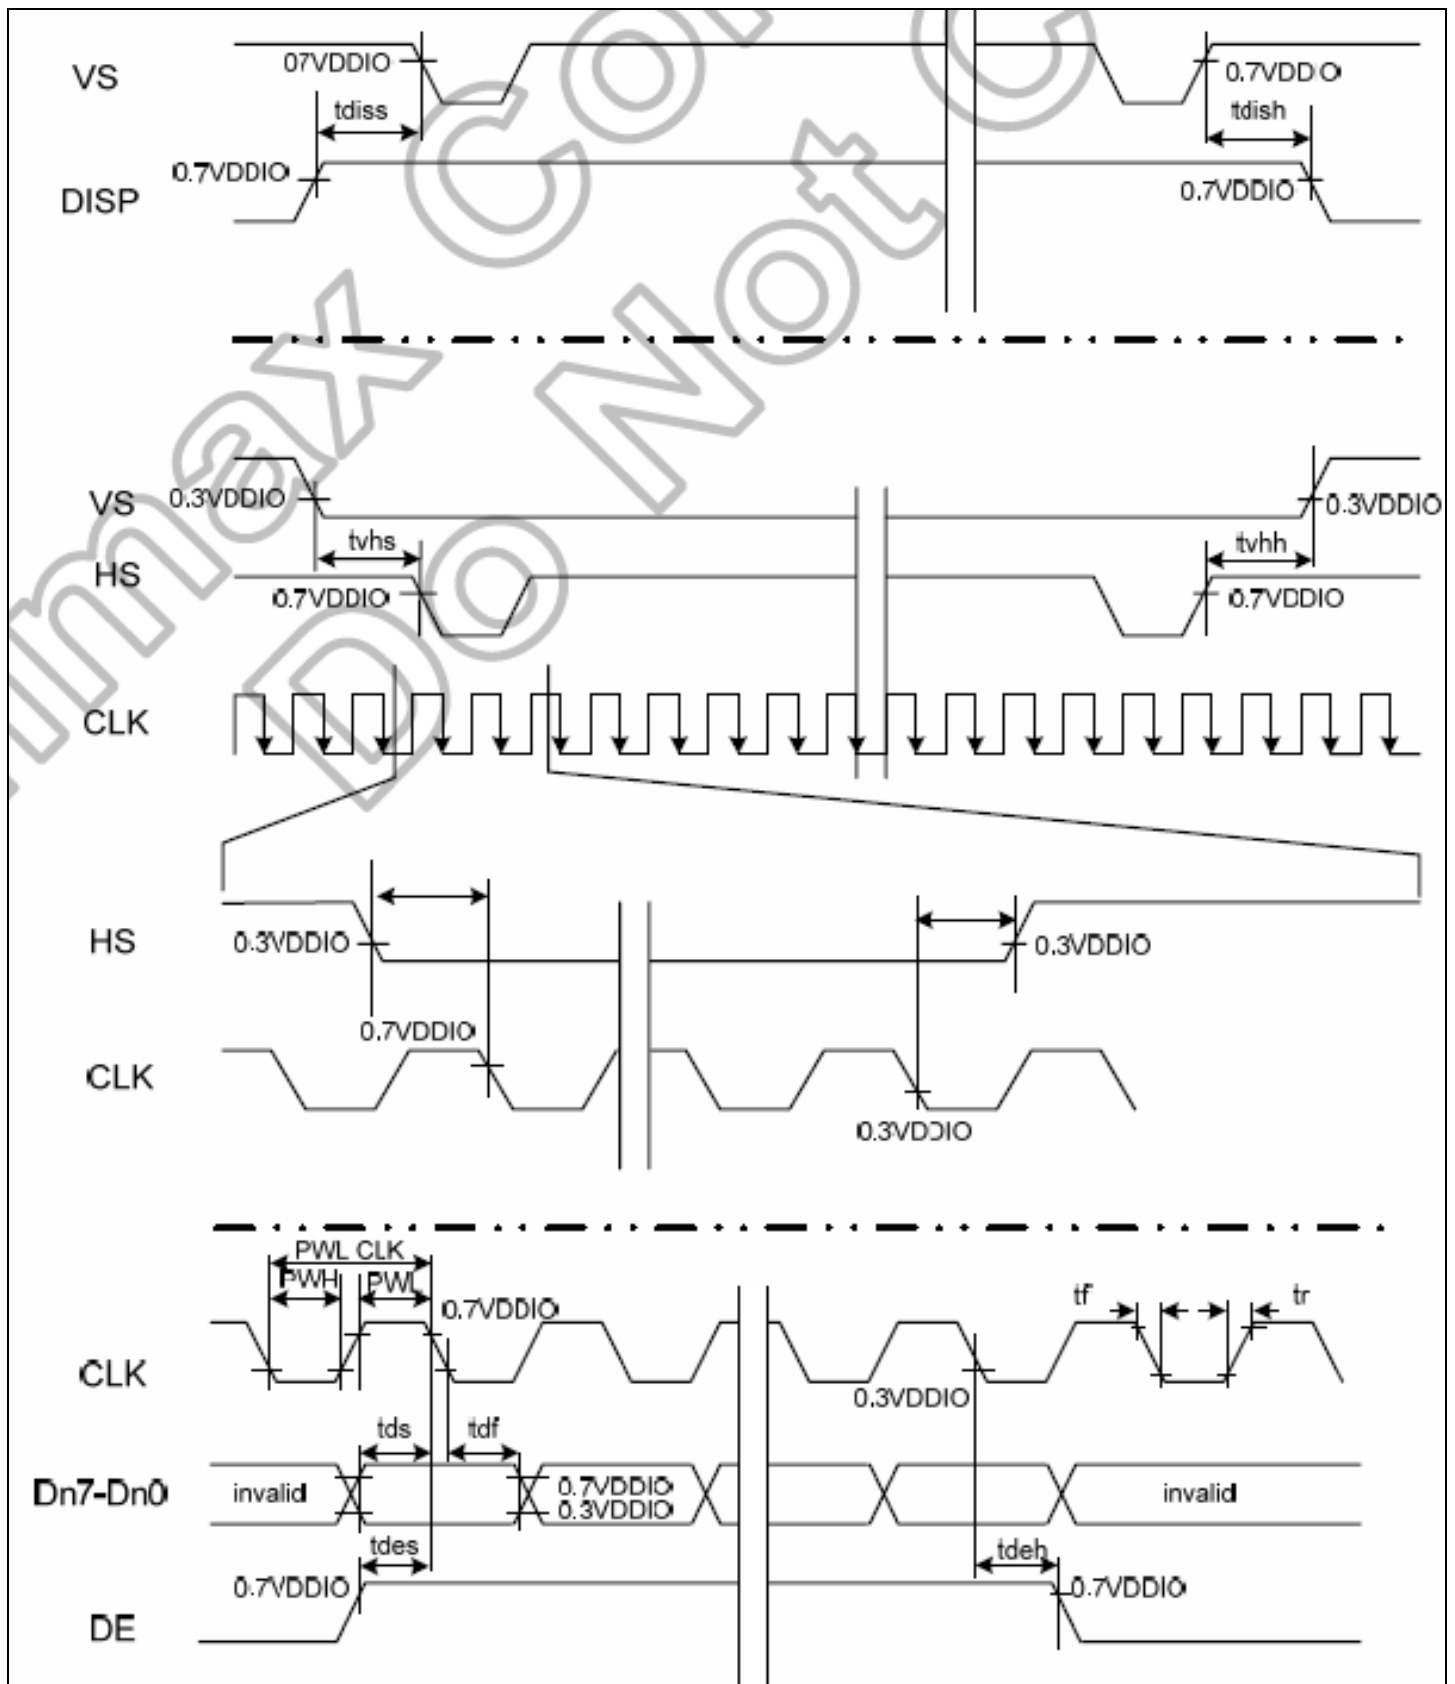 VS
07VDDIO
0.7VDDIO
tdiss
tdish
0.7VDDIO
0.7VDDIO
DISP
VS
0.3VDDIO
0.3VDDIO
tvhs
tvhh
HS
0.7VDDIO
0.7VDDIO
CLK
HS
0.3VDDIO
0.3VDDIO
0.7VDDIO
CLK
0.3VDDIO
PWL CLK
PWH
PWL
0.7VDDIO
tf
tr
CLK
0.3VDDIO
tds
tdf
Dn7-Dn0
invalid
0.7VDDIO
0.3VDDIO
invalid
tdes
tdeh
0.7VDDIO
0.7VDDIO
DE
Do Not